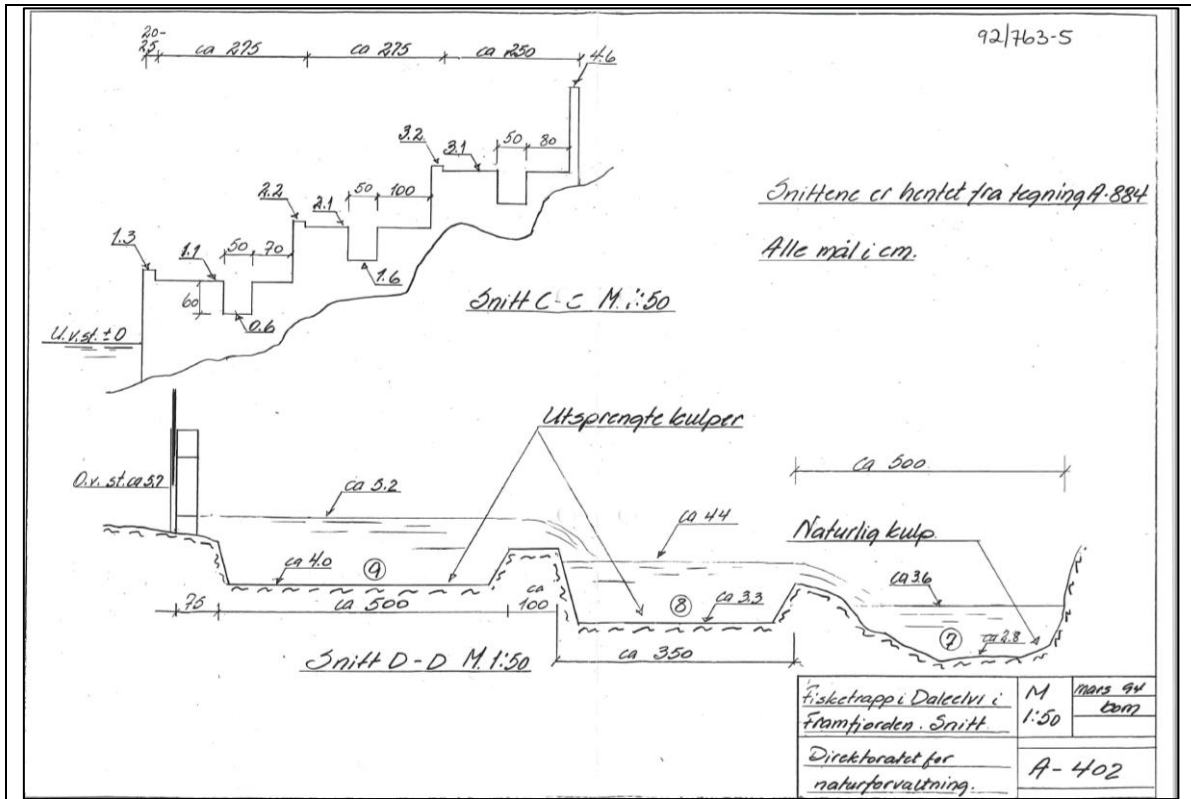 92/763-5
20-
25
ca 275
ca 275
ca 250
4.6
3.2
3.1
50
80
2.2
2.1
50
100
1.3
1.1
50
70
60
0.6
1.6
U.v.st. ±0
Snitt C-C M. 1:50
Snittene er hentet fra tegning A-884
Alle mål i cm.
Utsprengte kulper
ca 500
O.v. st. ca 5.7
ca 5.2
ca 4.4
Naturlig kulp
ca 4.0
9
ca 3.6
75
ca 500
ca
100
8
ca 3.3
7
ca 2.8
ca 350
Snitt D-D M. 1:50
Fisketrapp i Daleelvi i
Framfjorden. Snitt
M
1:50
mars 94
Direktoratet for
naturforvaltning.
A-402